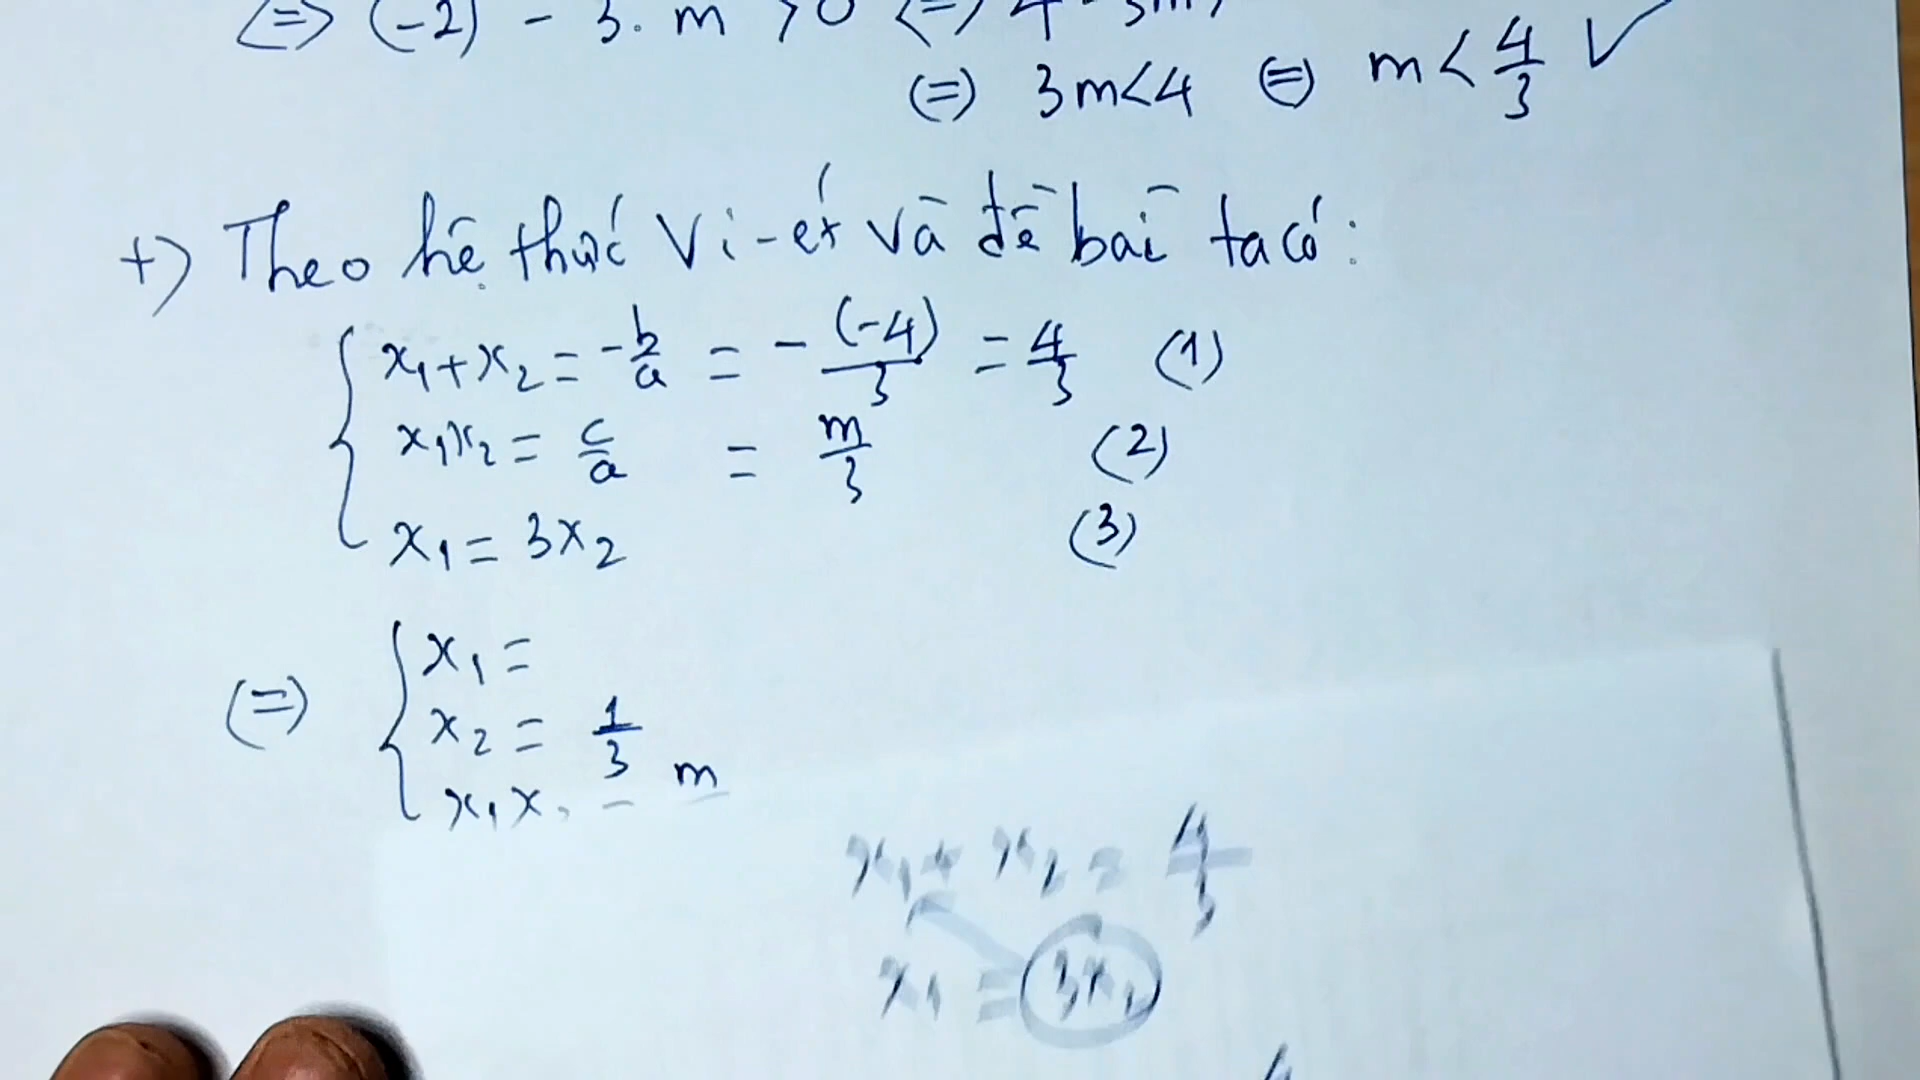 (=) (-2) - 3. m > 0 (=) 4 - 3m >
(=) 3m < 4 (=) m < 4/3 ✓
+) Theo hệ thức Vi-ét và đề bài ta có:
x₁ + x₂ = -b/a = - (-4)/3 = 4/3 (1)
x₁x₂ = c/a = m/3 (2)
x₁ = 3x₂ (3)
(=) x₁ =
x₂ = 1/3
x₁x₂ = m
x₁ + x₂ = 4/3
x₁ = 3x₂
4